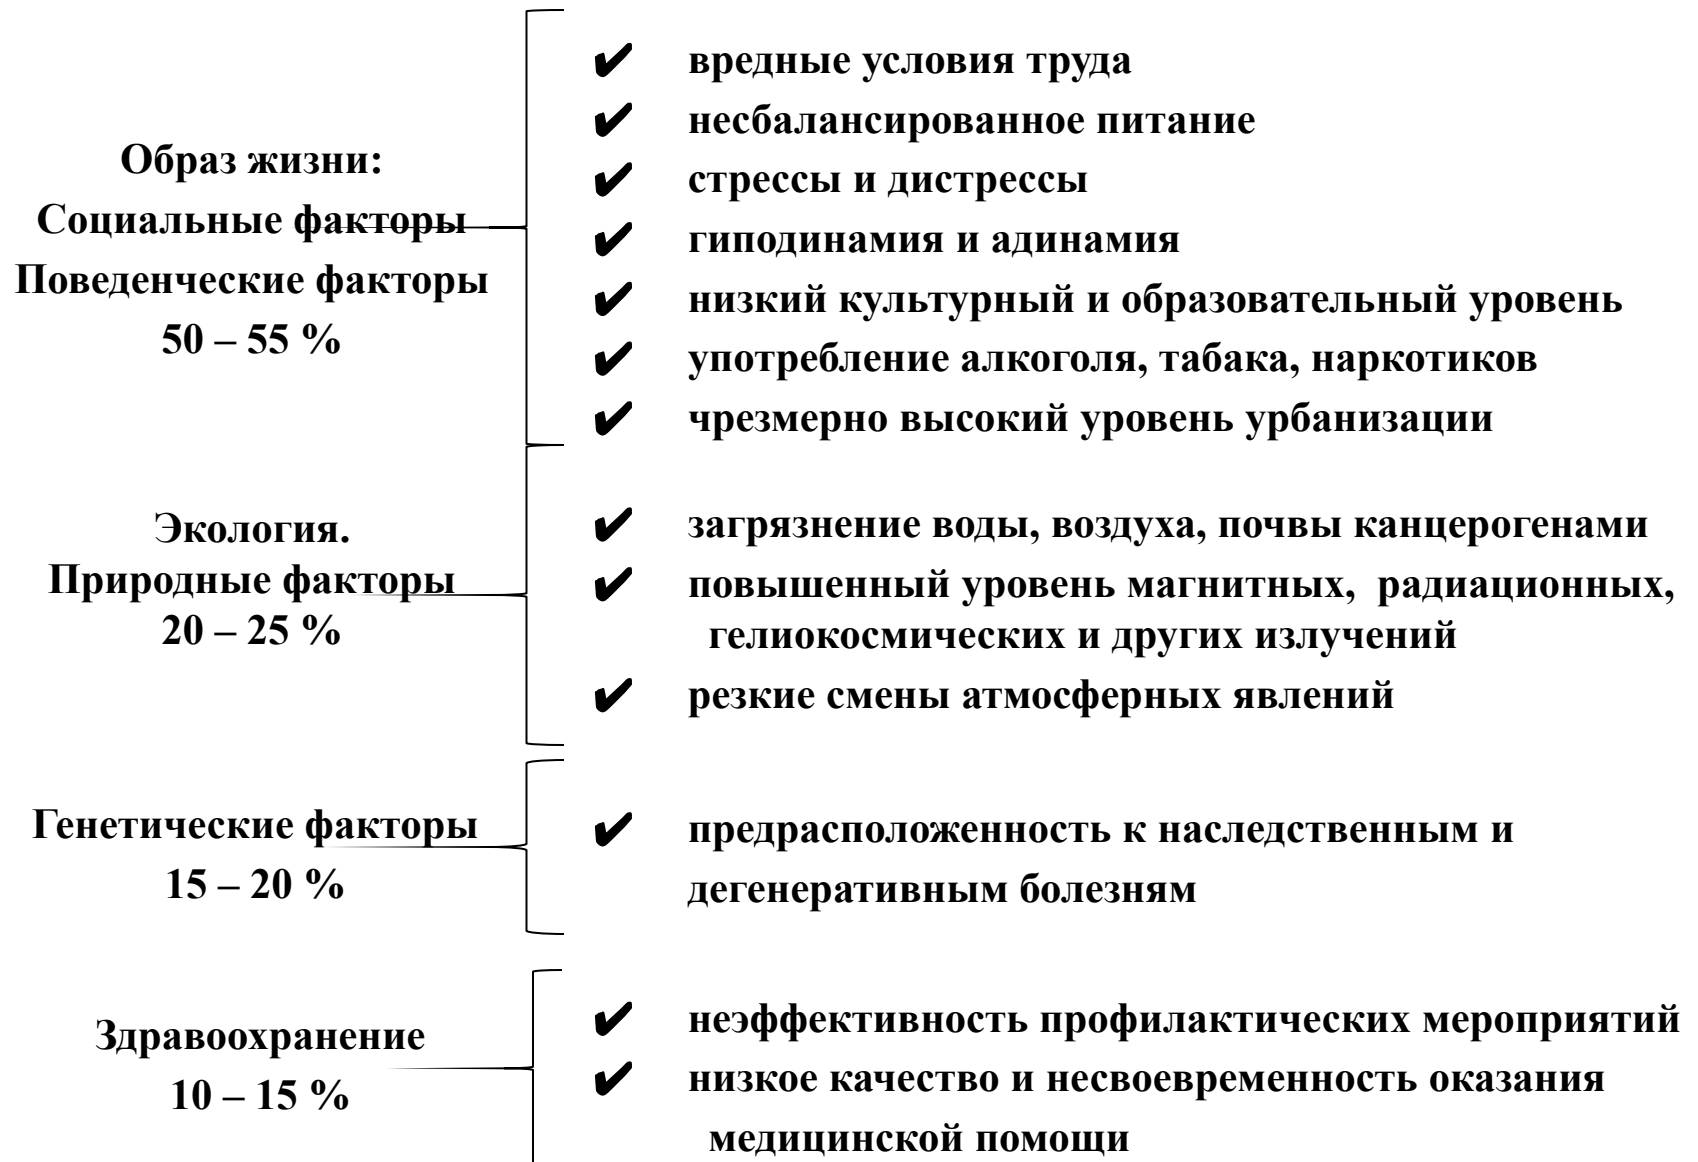 Образ жизни:
Социальные факторы
Поведенческие факторы
50 – 55 %
✔ вредные условия труда
✔ несбалансированное питание
✔ стрессы и дистрессы
✔ гиподинамия и адинамия
✔ низкий культурный и образовательный уровень
✔ употребление алкоголя, табака, наркотиков
✔ чрезмерно высокий уровень урбанизации
Экология.
Природные факторы
20 – 25 %
✔ загрязнение воды, воздуха, почвы канцерогенами
✔ повышенный уровень магнитных, радиационных,
гелиокосмических и других излучений
✔ резкие смены атмосферных явлений
Генетические факторы
15 – 20 %
✔ предрасположенность к наследственным и
дегенеративным болезням
Здравоохранение
10 – 15 %
✔ неэффективность профилактических мероприятий
✔ низкое качество и несвоевременность оказания
медицинской помощи